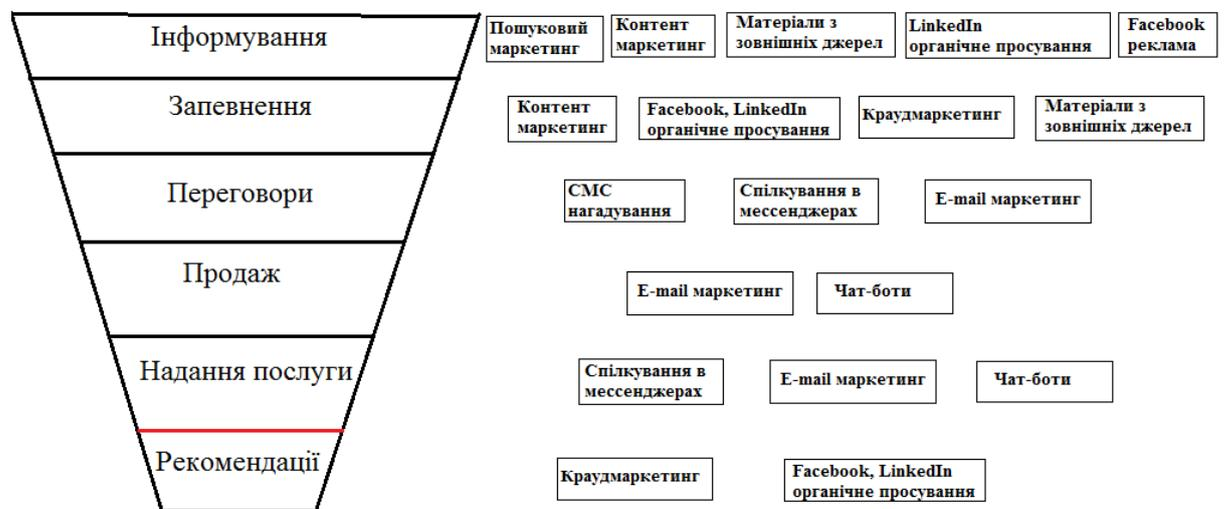 Інформування
Пошуковий
маркетинг
Контент
маркетинг
Матеріали з
зовнішніх джерел
LinkedIn
органічне просування
Facebook
реклама
Запевнення
Контент
маркетинг
Facebook, LinkedIn
органічне просування
Краудмаркетинг
Матеріали з
зовнішніх джерел
Переговори
СМС
нагадування
Спілкування в
мессенджерах
E-mail маркетинг
Продаж
E-mail маркетинг
Чат-боти
Надання послуги
Спілкування в
мессенджерах
E-mail маркетинг
Чат-боти
Рекомендації
Краудмаркетинг
Facebook, LinkedIn
органічне просування